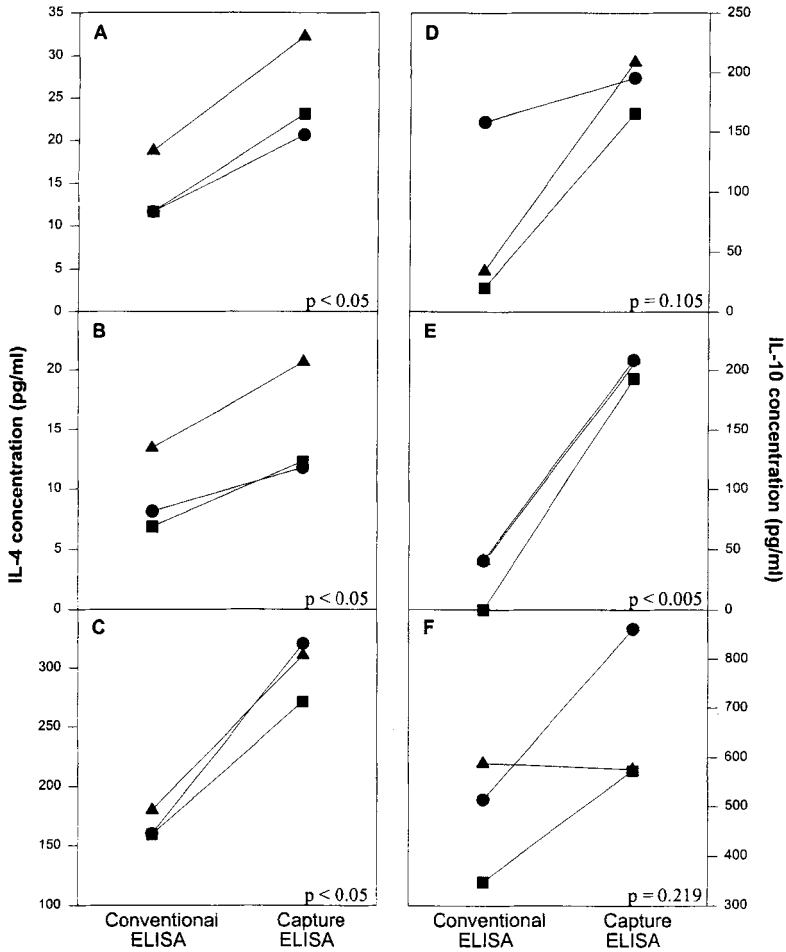 IL-4 concentration (pg/ml)
A
35
30
25
20
15
10
5
0
p < 0.05
B
20
15
10
5
0
p < 0.05
C
300
250
200
150
100
p < 0.05
Conventional
ELISA
Capture
ELISA
D
250
200
150
100
50
0
p = 0.105
E
200
150
100
50
0
p < 0.005
F
800
700
600
500
400
300
p = 0.219
Conventional
ELISA
Capture
ELISA
IL-10 concentration (pg/ml)